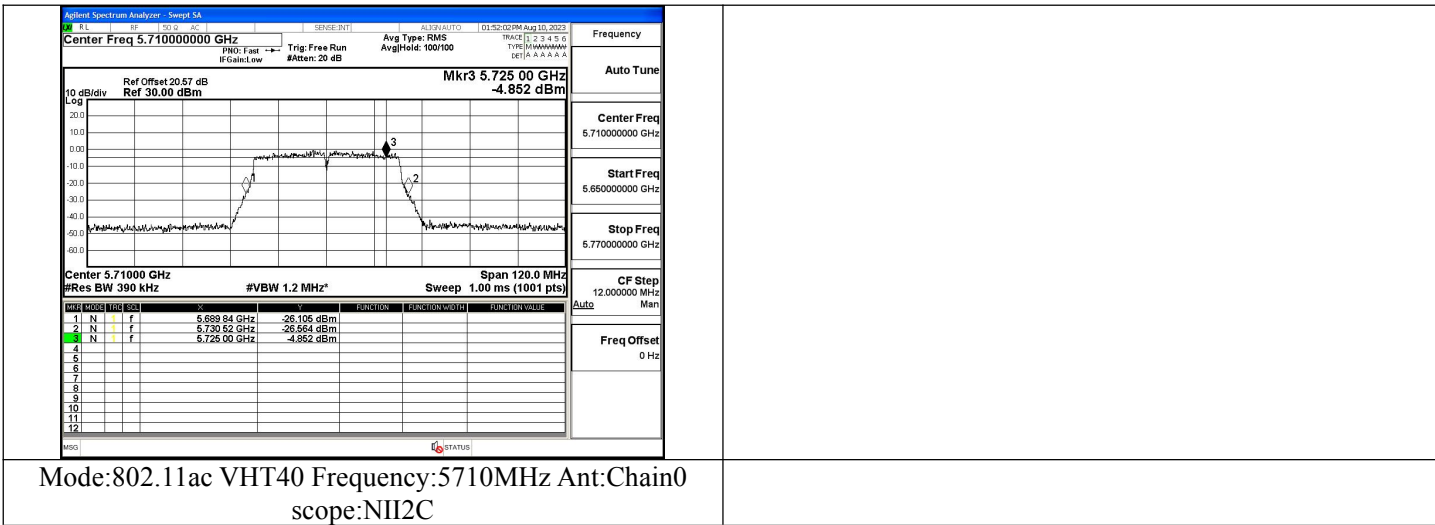 Agilent Spectrum Analyzer - Swept SA
RL RF 50 Ω AC SENSE:INT ALIGN AUTO 01:52:02 PM Aug 10, 2023
Center Freq 5.710000000 GHz
PNO: Fast
IFGain:Low
Trig: Free Run
#Atten: 20 dB
Avg Type: RMS
Avg|Hold: 100/100
TRACE 1 2 3 4 5 6
TYPE M
DET A A A A A A
Frequency
Auto Tune
Mkr3 5.725 00 GHz
-4.852 dBm
Ref Offset 20.57 dB
10 dB/div Ref 30.00 dBm
Log
20.0
10.0
0.00
-10.0
-20.0
-30.0
-40.0
-50.0
-60.0
3
2
Center 5.71000 GHz Span 120.0 MHz
#Res BW 390 kHz #VBW 1.2 MHz* Sweep 1.00 ms (1001 pts)
Center Freq
5.710000000 GHz
Start Freq
5.650000000 GHz
Stop Freq
5.770000000 GHz
CF Step
12.000000 MHz
Auto Man
Freq Offset
0 Hz
MKR MODE TRC SCL X Y FUNCTION FUNCTION WIDTH FUNCTION VALUE
1 N 1 f 5.689 84 GHz -26.105 dBm
2 N 1 f 5.730 52 GHz -26.564 dBm
3 N 1 f 5.725 00 GHz -4.852 dBm
4
5
6
7
8
9
10
11
12
MSG STATUS
Mode:802.11ac VHT40 Frequency:5710MHz Ant:Chain0
scope:NII2C